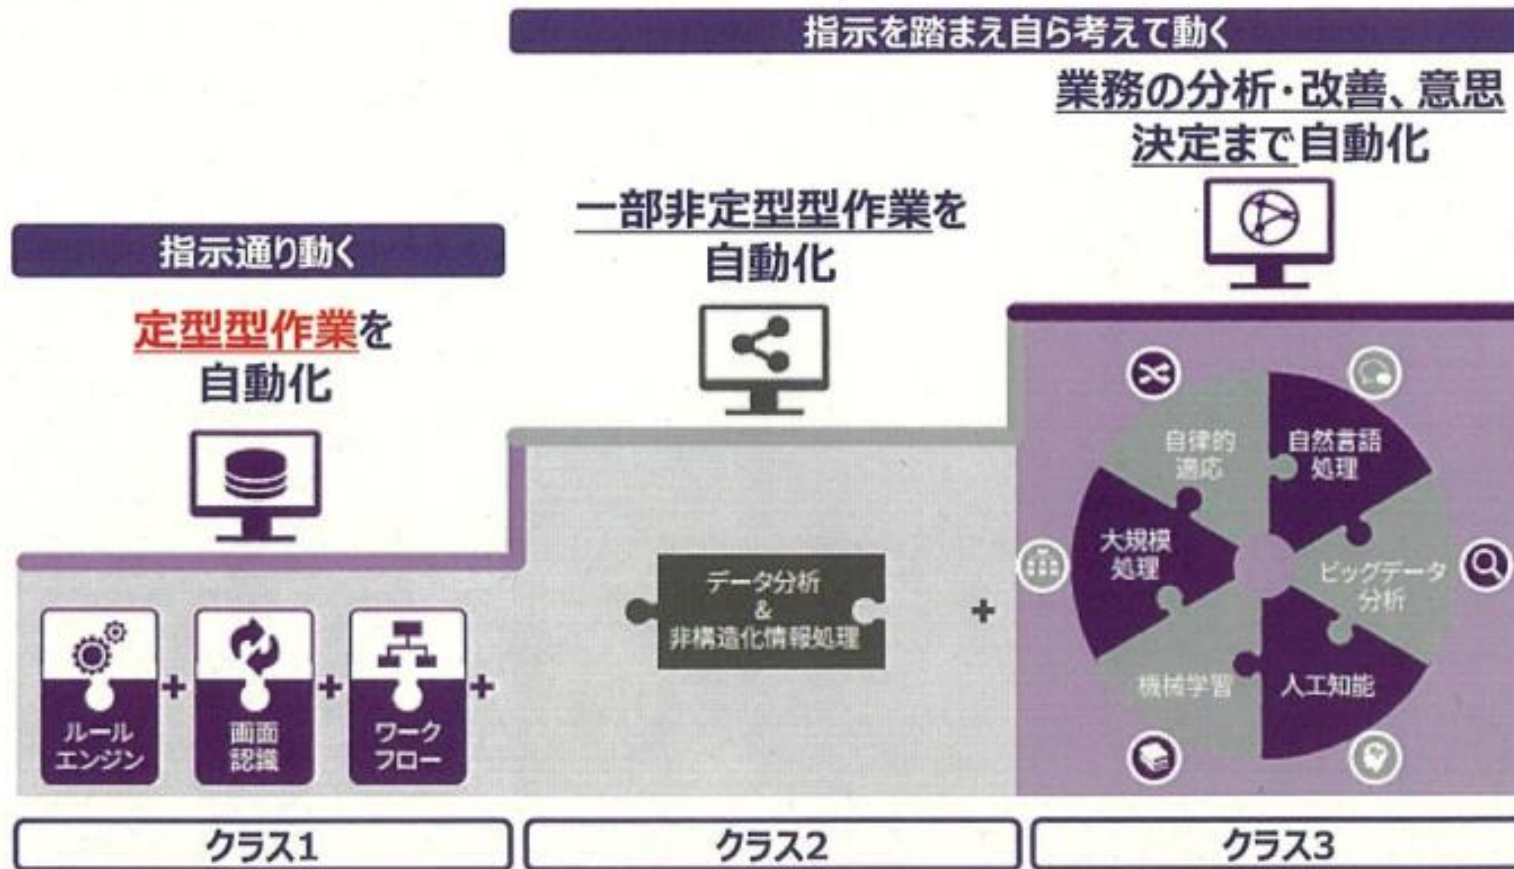 指示を踏まえ自ら考えて動く
業務の分析・改善、意思
決定まで自動化
一部非定型型作業を
自動化
指示通り動く
定型型作業を
自動化
自律的
適応
自然言語
処理
大規模
処理
ビッグデータ
分析
機械学習
人工知能
データ分析
&
非構造化情報処理
+
ルール
エンジン
+
画面
認識
+
ワーク
フロー
+
クラス1
クラス2
クラス3